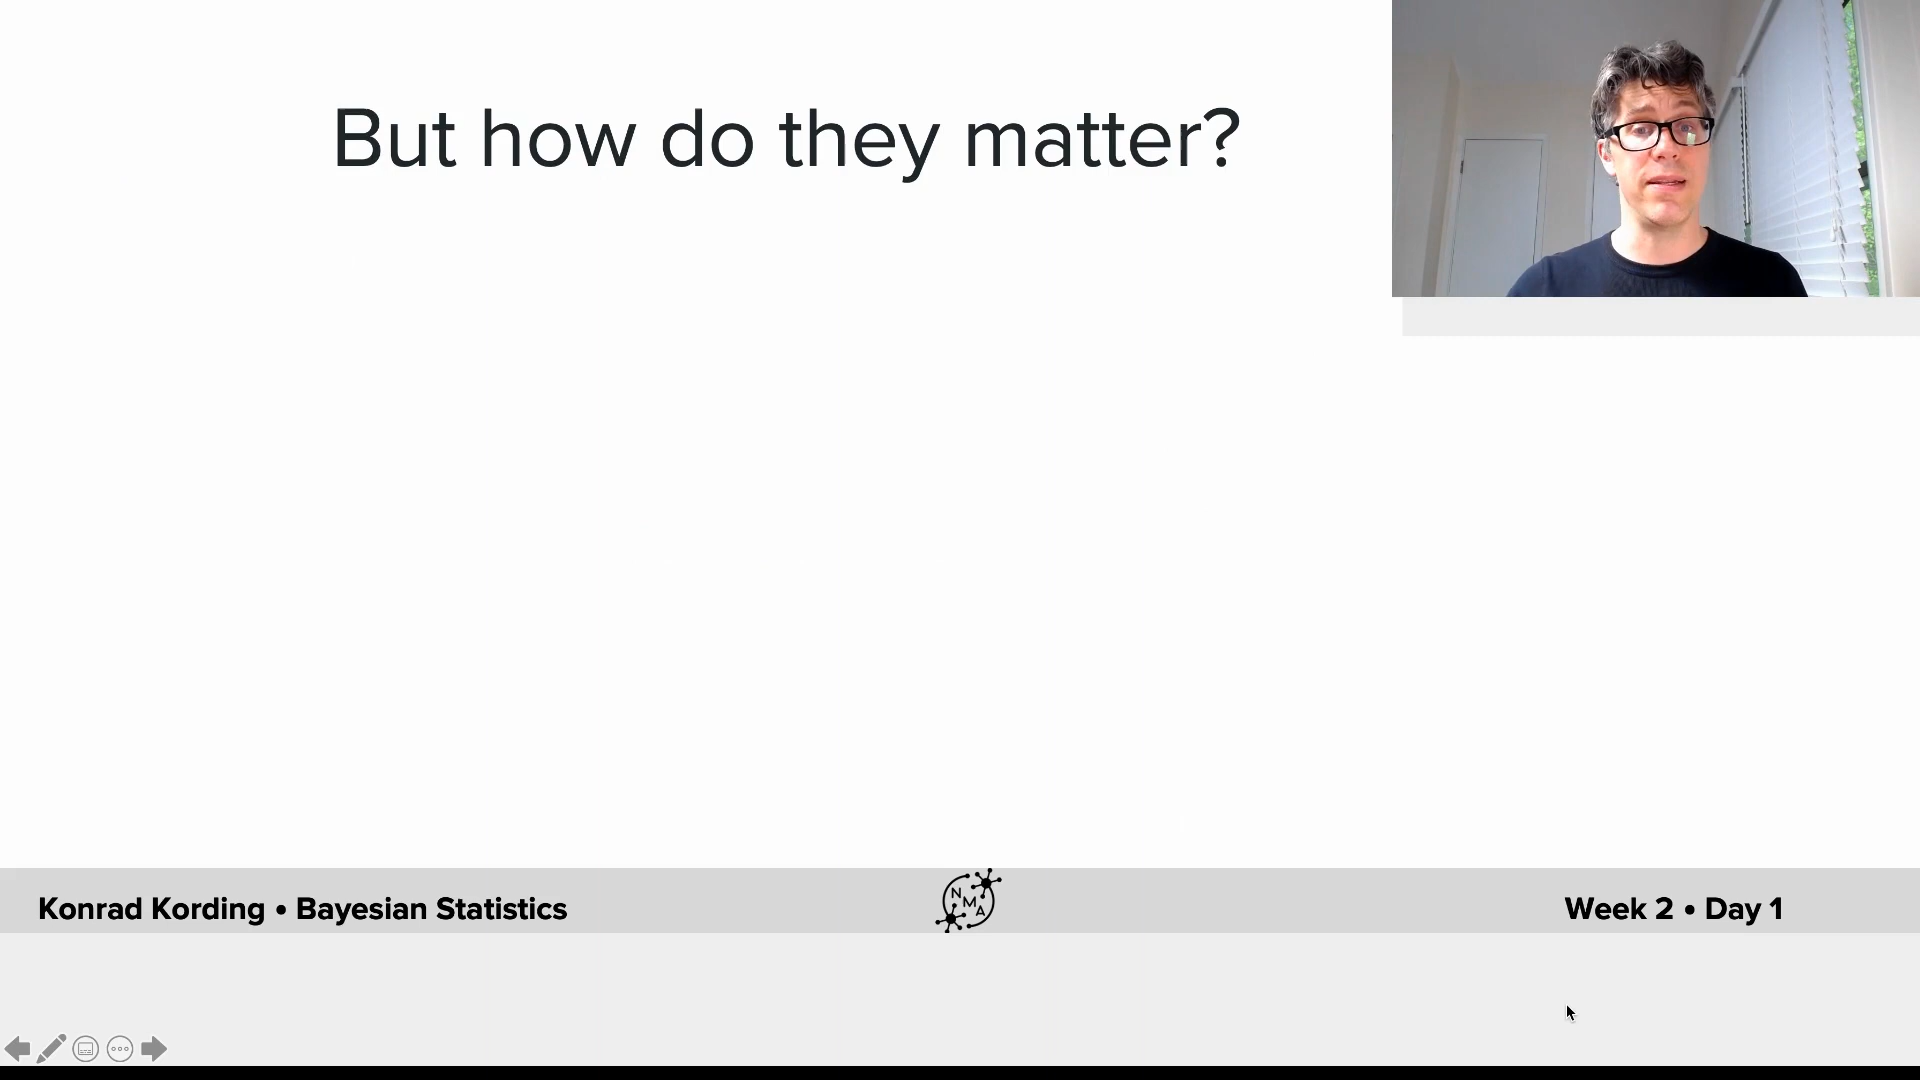 But how do they matter?
Konrad Kording • Bayesian Statistics
N
M
A
Week 2 • Day 1